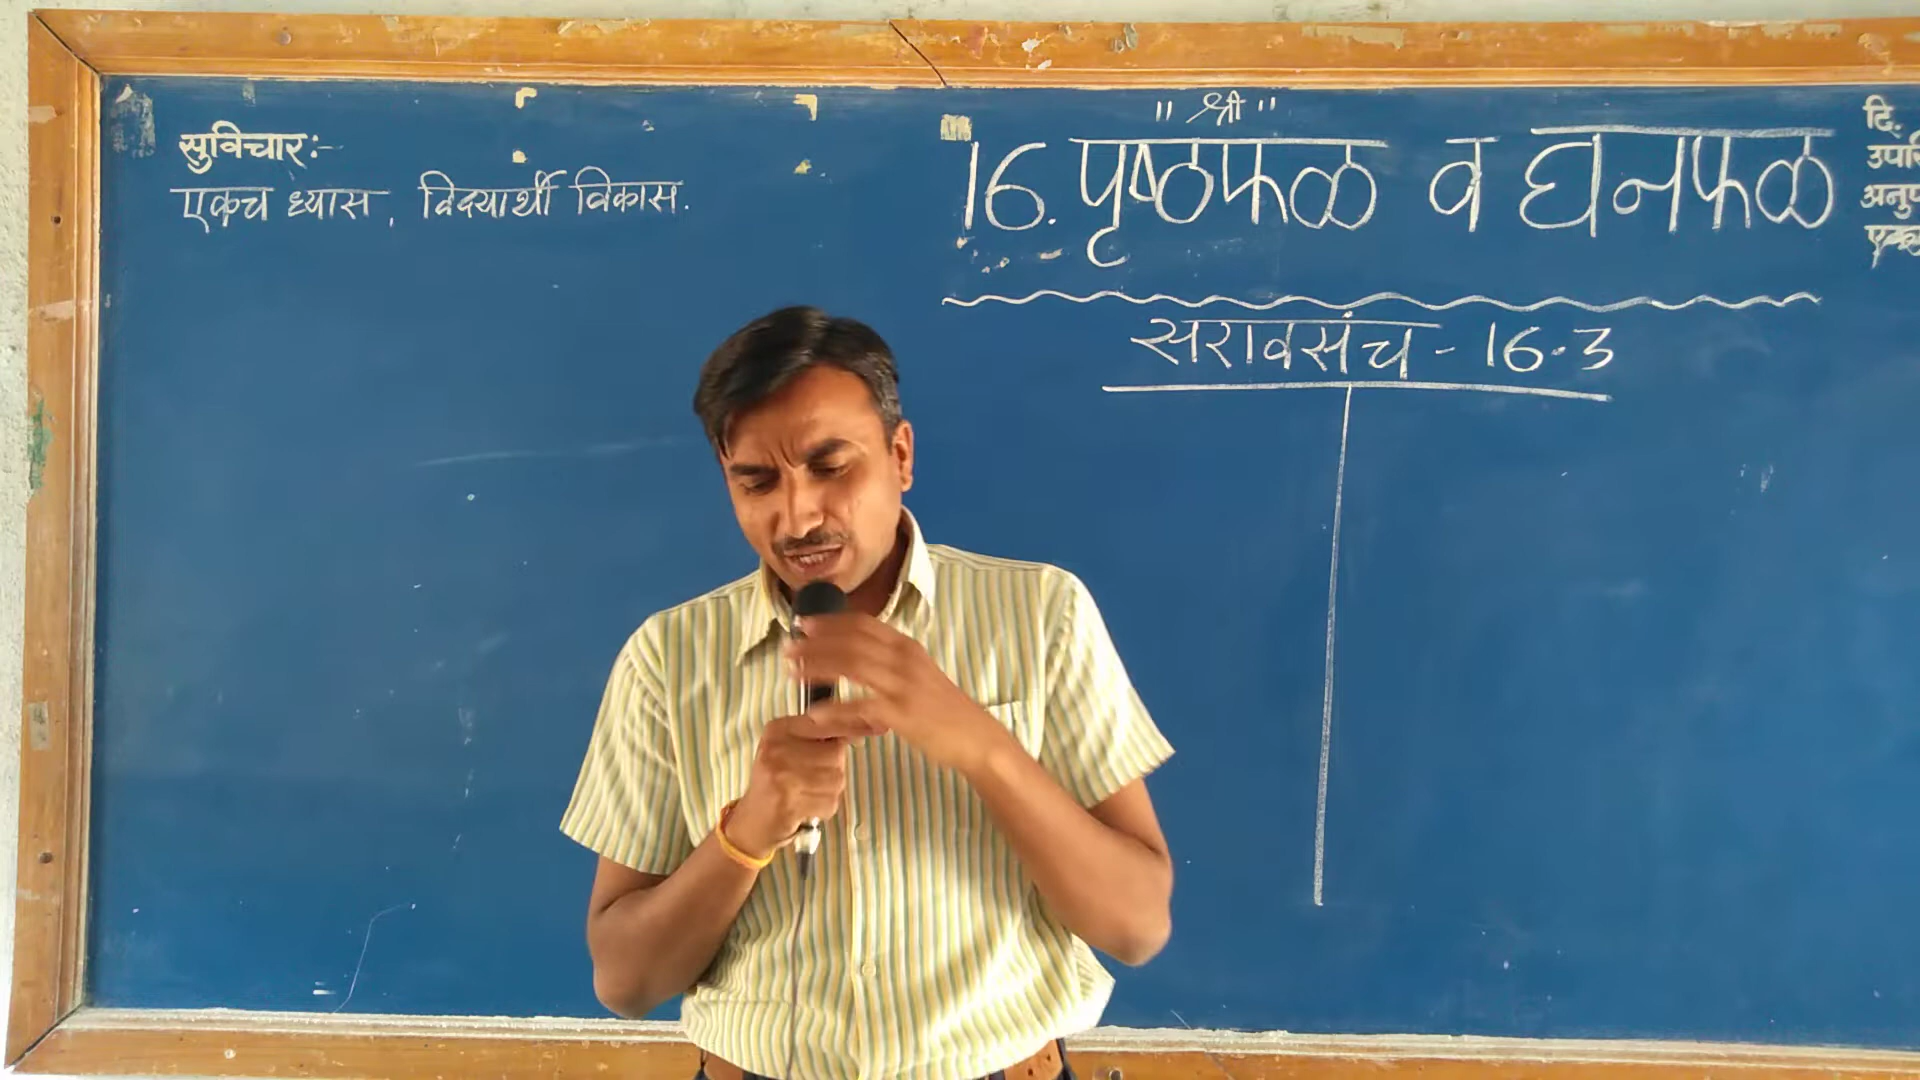 सुविचार:-
एकच ध्यास, विद्यार्थी विकास.
" श्री "
16. पृष्ठफळ व घनफळ
सरावसंच - 16.3
दि.